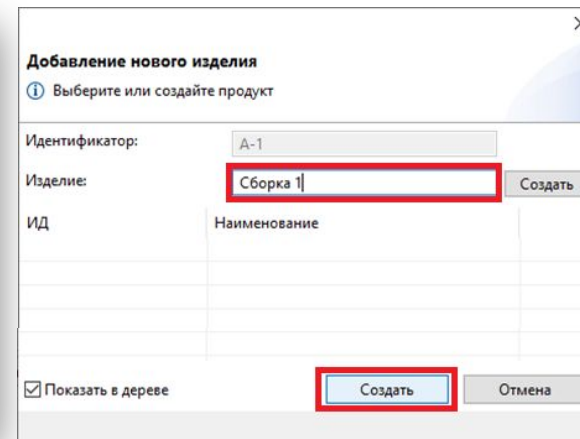 Добавление нового изделия
Выберите или создайте продукт
Идентификатор: A-1
Изделие: Сборка 1 Создать
ИД Наименование
Показать в дереве Создать Отмена